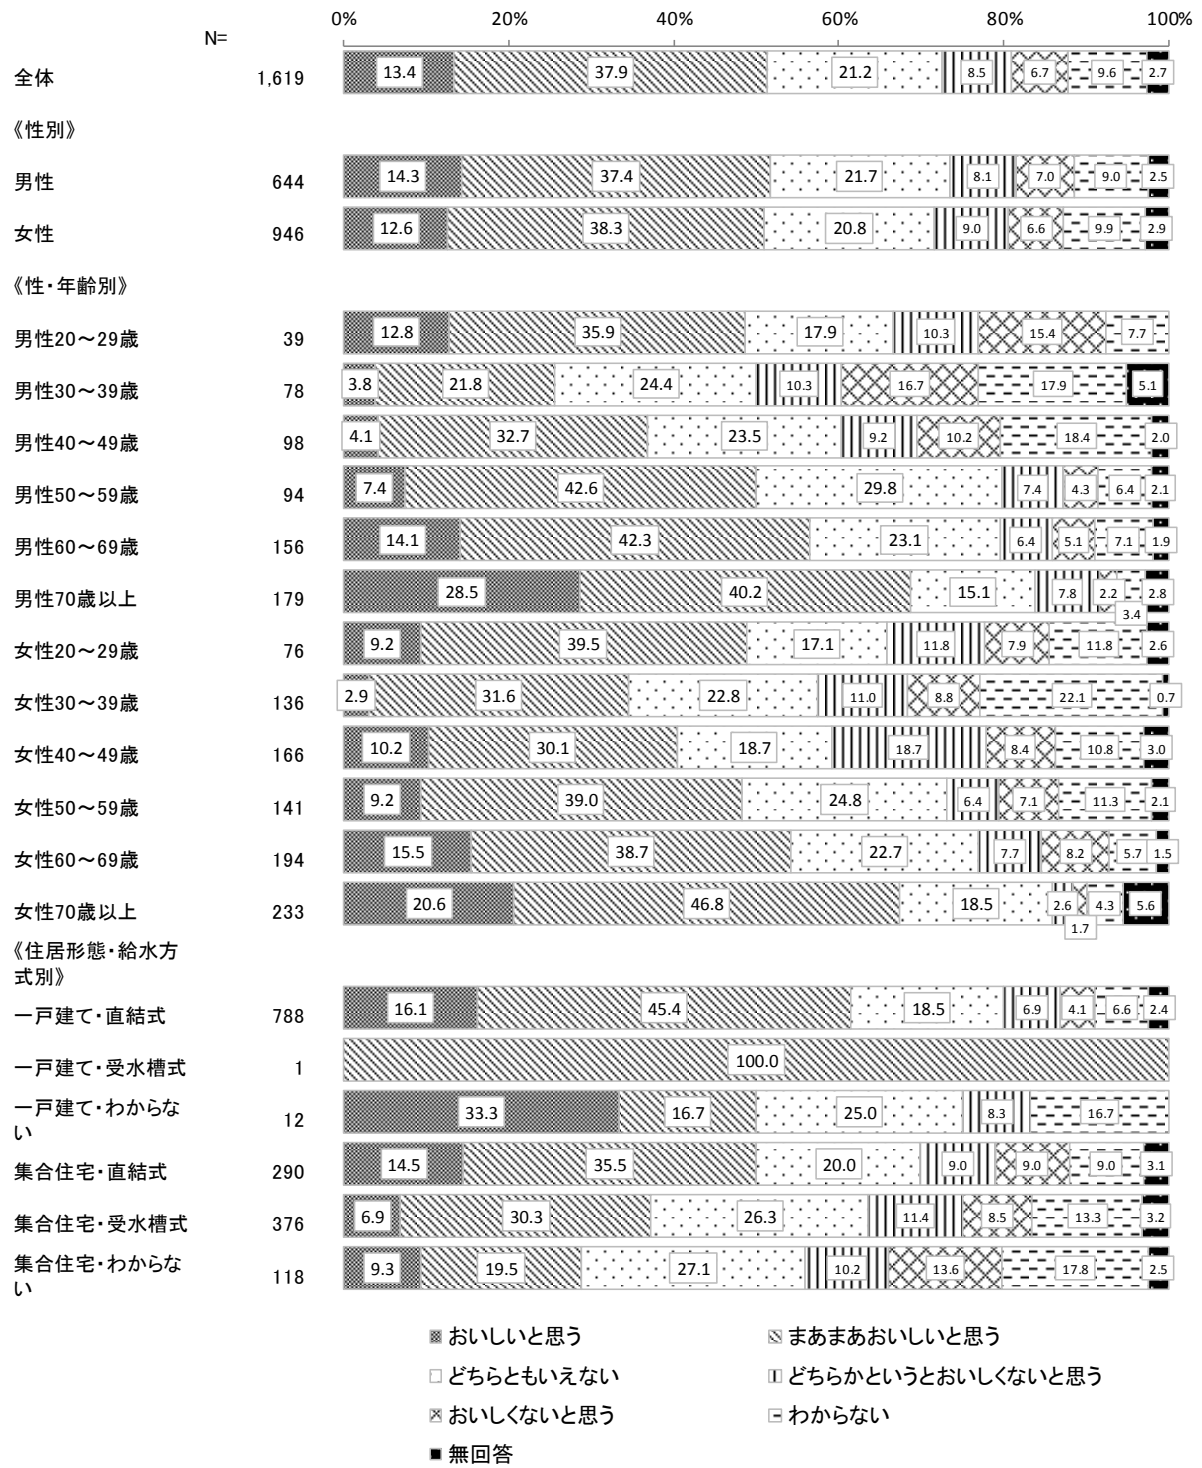 0% 20% 40% 60% 80% 100%
N=
全体 1,619 13.4 37.9 21.2 8.5 6.7 9.6 2.7
《性別》
男性 644 14.3 37.4 21.7 8.1 7.0 9.0 2.5
女性 946 12.6 38.3 20.8 9.0 6.6 9.9 2.9
《性・年齢別》
男性20～29歳 39 12.8 35.9 17.9 10.3 15.4 7.7
男性30～39歳 78 3.8 21.8 24.4 10.3 16.7 17.9 5.1
男性40～49歳 98 4.1 32.7 23.5 9.2 10.2 18.4 2.0
男性50～59歳 94 7.4 42.6 29.8 7.4 4.3 6.4 2.1
男性60～69歳 156 14.1 42.3 23.1 6.4 5.1 7.1 1.9
男性70歳以上 179 28.5 40.2 15.1 7.8 2.2 3.4 2.8
女性20～29歳 76 9.2 39.5 17.1 11.8 7.9 11.8 2.6
女性30～39歳 136 2.9 31.6 22.8 11.0 8.8 22.1 0.7
女性40～49歳 166 10.2 30.1 18.7 18.7 8.4 10.8 3.0
女性50～59歳 141 9.2 39.0 24.8 6.4 7.1 11.3 2.1
女性60～69歳 194 15.5 38.7 22.7 7.7 8.2 5.7 1.5
女性70歳以上 233 20.6 46.8 18.5 2.6 1.7 4.3 5.6
《住居形態・給水方
式別》
一戸建て・直結式 788 16.1 45.4 18.5 6.9 4.1 6.6 2.4
一戸建て・受水槽式 1 100.0
一戸建て・わからな
い 12 33.3 16.7 25.0 8.3 16.7
集合住宅・直結式 290 14.5 35.5 20.0 9.0 9.0 9.0 3.1
集合住宅・受水槽式 376 6.9 30.3 26.3 11.4 8.5 13.3 3.2
集合住宅・わからな
い 118 9.3 19.5 27.1 10.2 13.6 17.8 2.5
おいしいと思う まあまあおいしいと思う
どちらともいえない どちらかというとおいしくないと思う
おいしくないと思う わからない
無回答